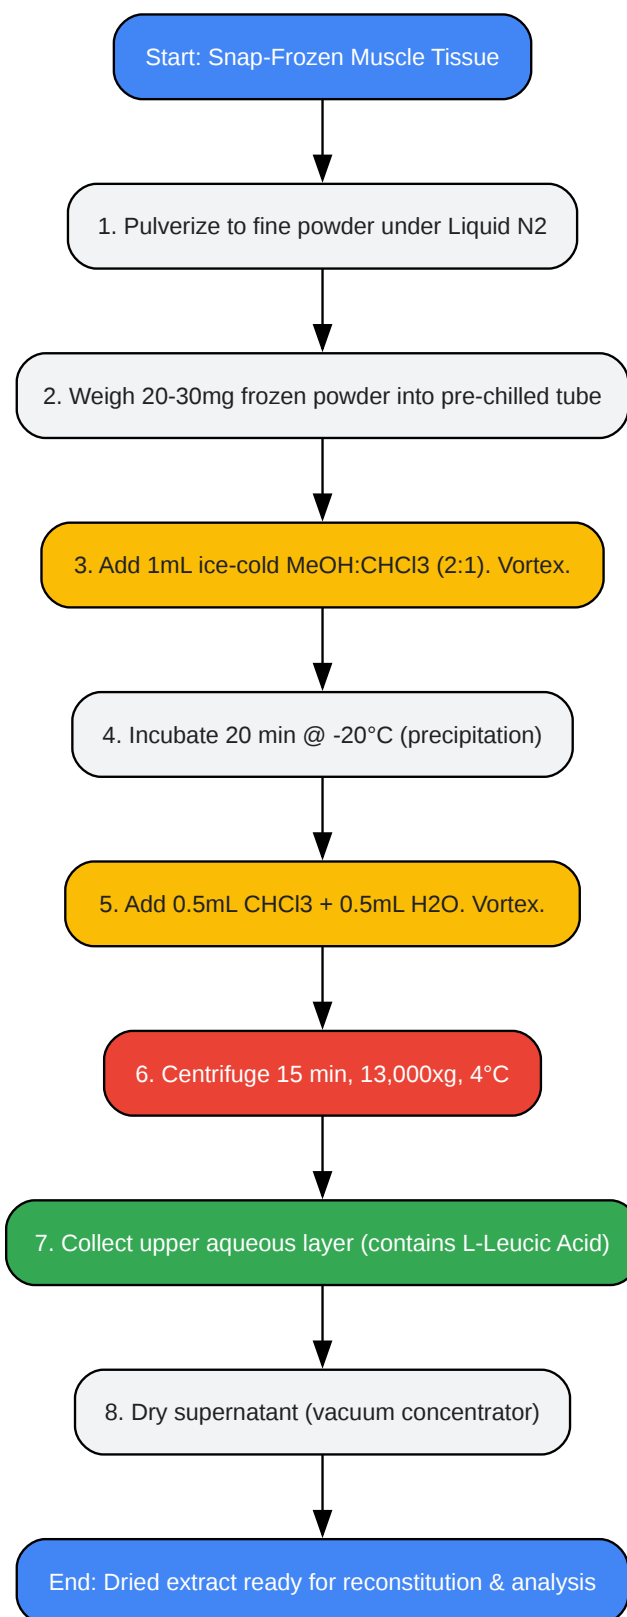 Start: Snap-Frozen Muscle Tissue
1. Pulverize to fine powder under Liquid N2
2. Weigh 20-30mg frozen powder into pre-chilled tube
3. Add 1mL ice-cold MeOH:CHCl3 (2:1). Vortex.
4. Incubate 20 min @ -20°C (precipitation)
5. Add 0.5mL CHCl3 + 0.5mL H2O. Vortex.
6. Centrifuge 15 min, 13,000xg, 4°C
7. Collect upper aqueous layer (contains L-Leucic Acid)
8. Dry supernatant (vacuum concentrator)
End: Dried extract ready for reconstitution & analysis